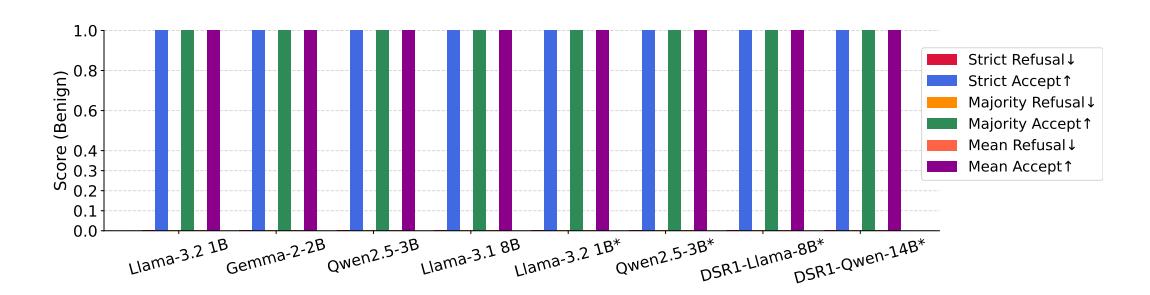 Score (Benign)
1.0
0.8
0.6
0.4
0.3
0.2
0.1
0.0
Llama-3.2 1B
Gemma-2-2B
Qwen2.5-3B
Llama-3.1 8B
Llama-3.2 1B*
Qwen2.5-3B*
DSR1-Llama-8B*
DSR1-Qwen-14B*
Strict Refusal↓
Strict Accept↑
Majority Refusal↓
Majority Accept↑
Mean Refusal↓
Mean Accept↑